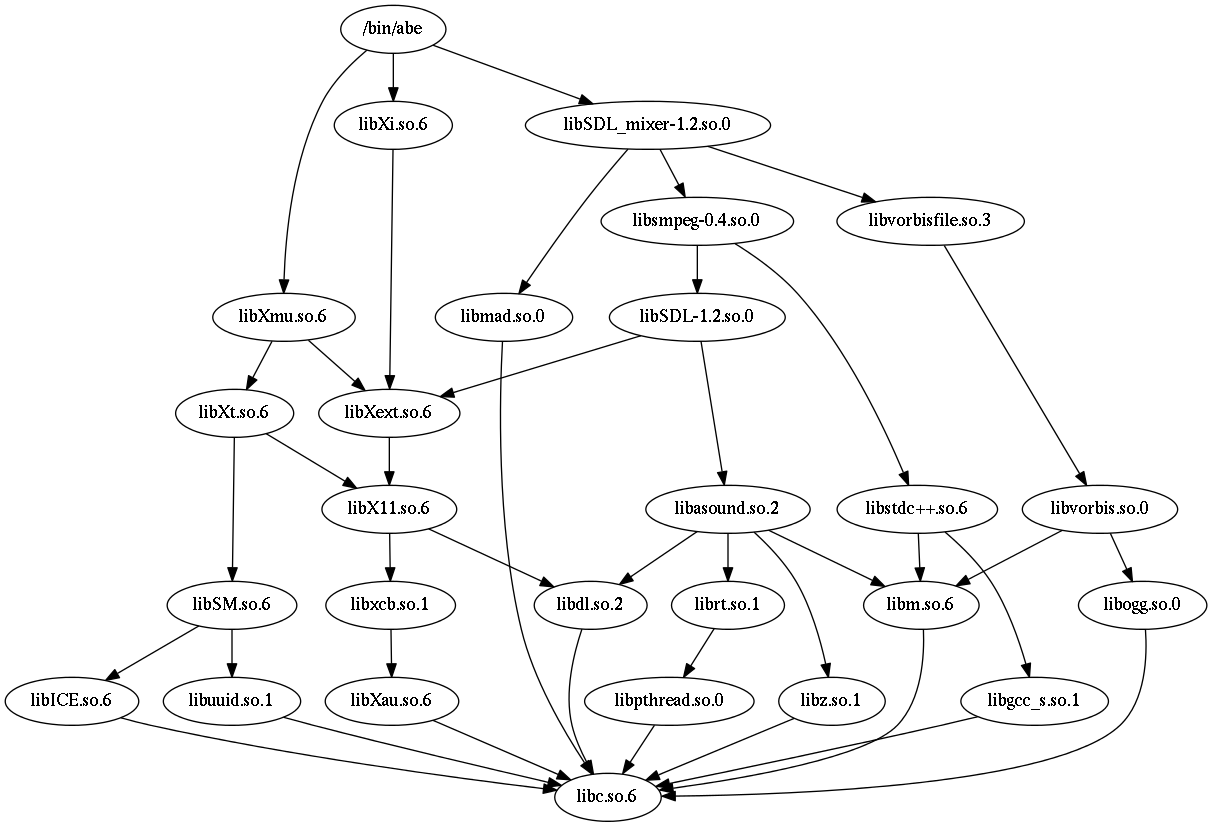 /bin/abe
libXi.so.6
libSDL_mixer-1.2.so.0
libsmpeg-0.4.so.0
libvorbisfile.so.3
libXmu.so.6
libmad.so.0
libSDL-1.2.so.0
libXt.so.6
libXext.so.6
libX11.so.6
libasound.so.2
libstdc++.so.6
libvorbis.so.0
libSM.so.6
libxcb.so.1
libdl.so.2
librt.so.1
libm.so.6
libogg.so.0
libICE.so.6
libuuid.so.1
libXau.so.6
libpthread.so.0
libz.so.1
libgcc_s.so.1
libc.so.6